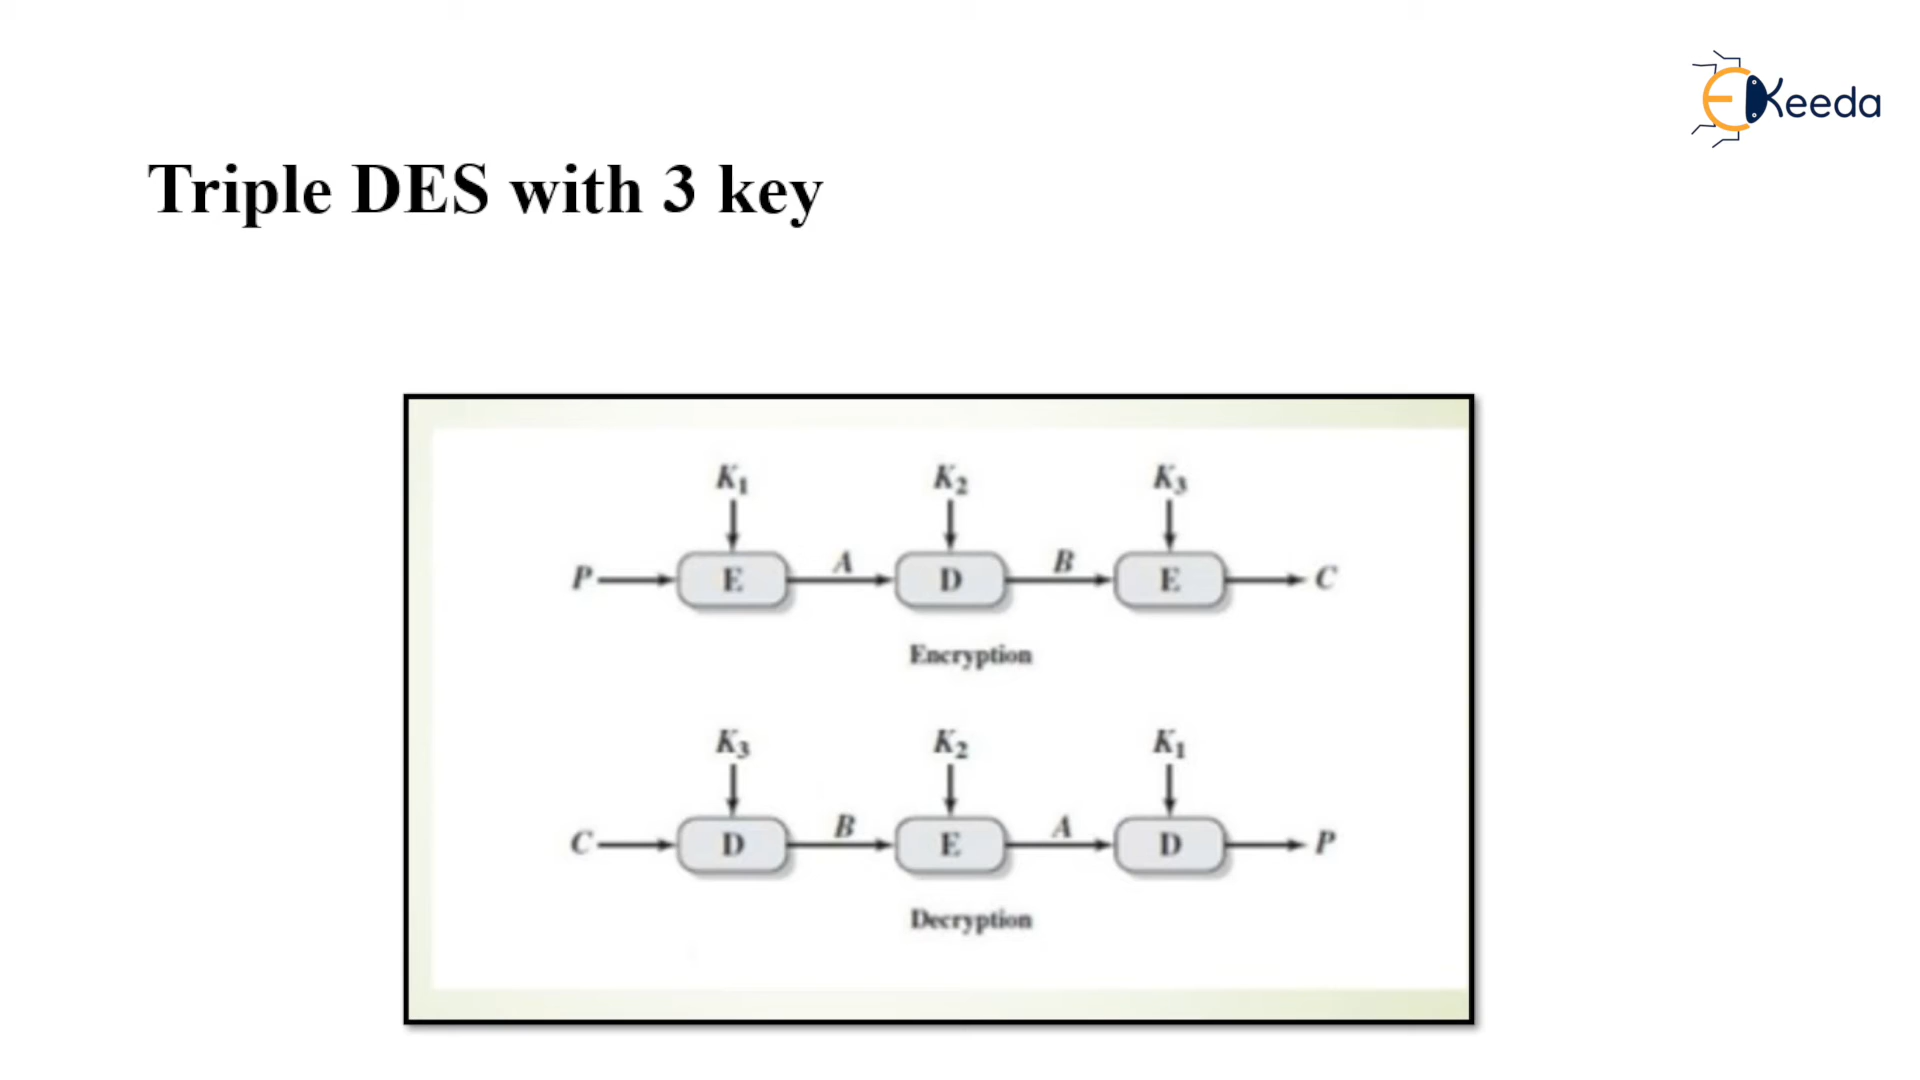 EKeeda
Triple DES with 3 key
K1 K2 K3
P E A D B E C
Encryption
K3 K2 K1
C D B E A D P
Decryption